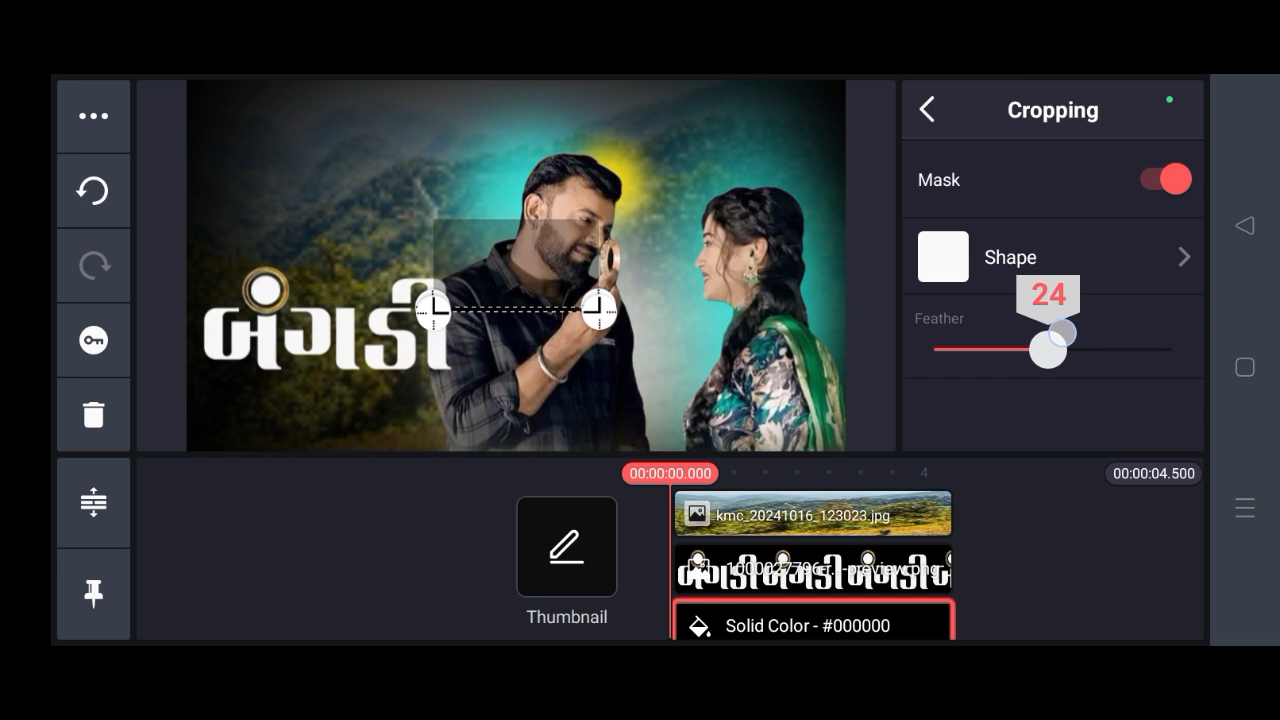 Cropping
Mask
Shape
24
Feather
બંગડી
00:00:00.000
4
00:00:04.500
kmc_20241016_123023.jpg
Thumbnail
Solid Color - #000000